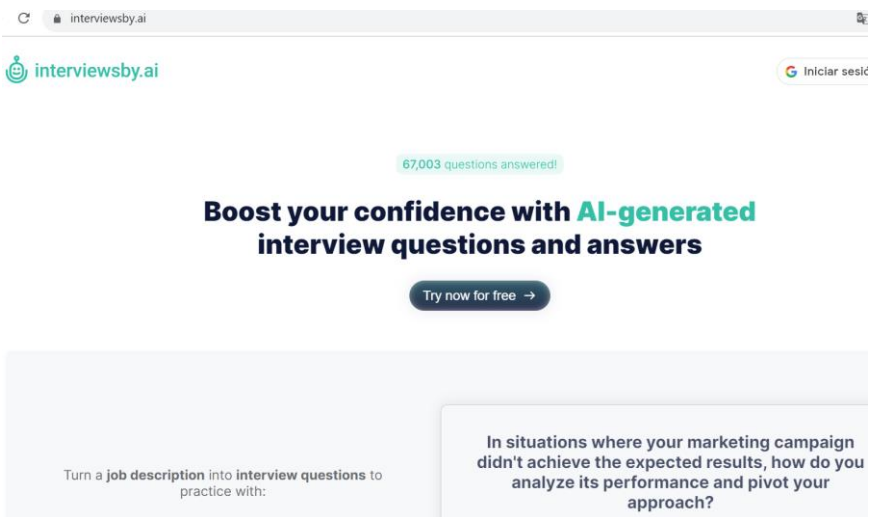 interviewsby.ai
interviewsby.ai
G Iniciar sesió
67,003 questions answered!
Boost your confidence with AI-generated
interview questions and answers
Try now for free →
In situations where your marketing campaign
didn't achieve the expected results, how do you
analyze its performance and pivot your
approach?
Turn a job description into interview questions to
practice with: